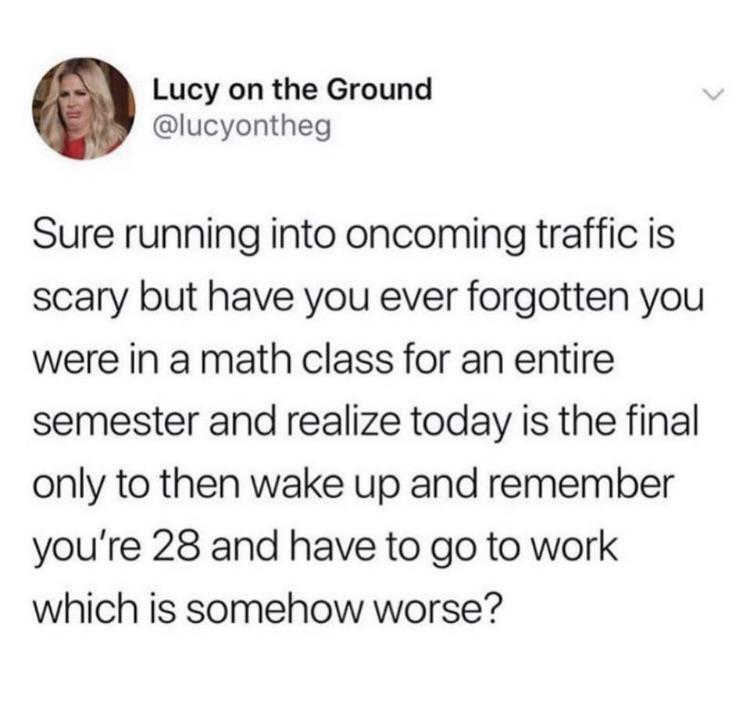 Lucy on the Ground
@lucyontheg
Sure running into oncoming traffic is
scary but have you ever forgotten you
were in a math class for an entire
semester and realize today is the final
only to then wake up and remember
you're 28 and have to go to work
which is somehow worse?